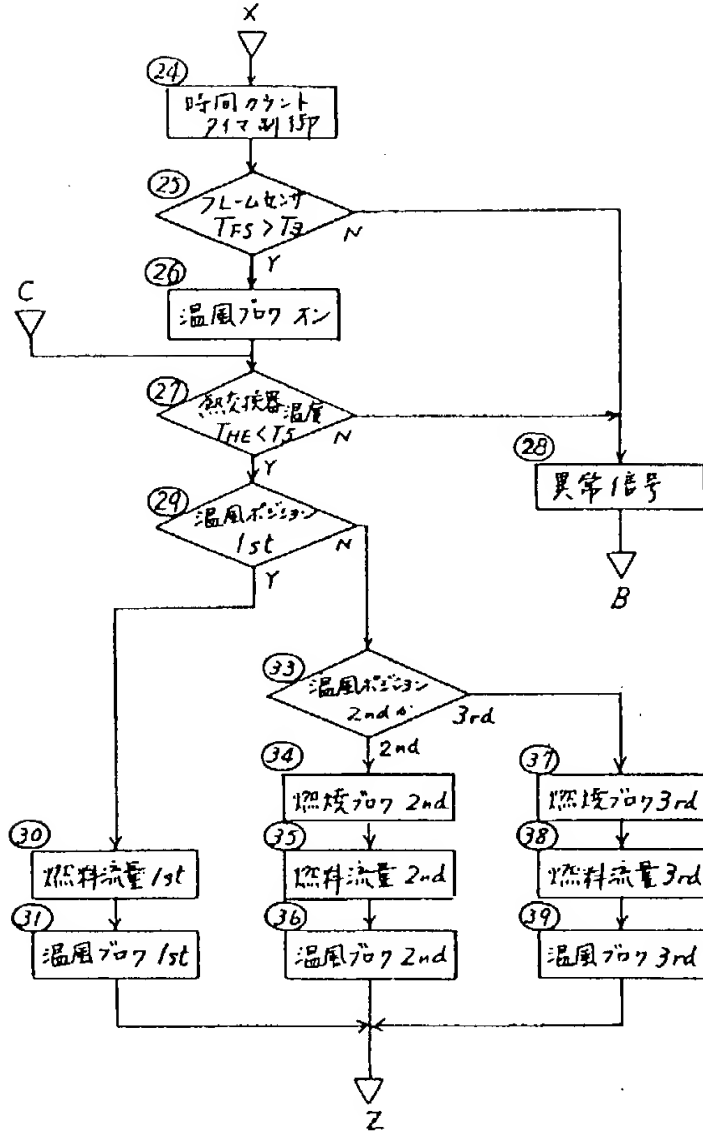 X
24
時間カウント
タイマ制御
25
フレームセンサ
TFS > T3
N
Y
26
温風ブロワ オン
C
27
熱交換器温度
THE < T5
N
Y
28
異常信号
B
29
温風ポジション
1st
N
Y
33
温風ポジション
2ndか
3rd
2nd
34
燃焼ブロワ 2nd
37
燃焼ブロワ 3rd
30
燃料流量 1st
35
燃料流量 2nd
38
燃料流量 3rd
31
温風ブロワ 1st
36
温風ブロワ 2nd
39
温風ブロワ 3rd
Z